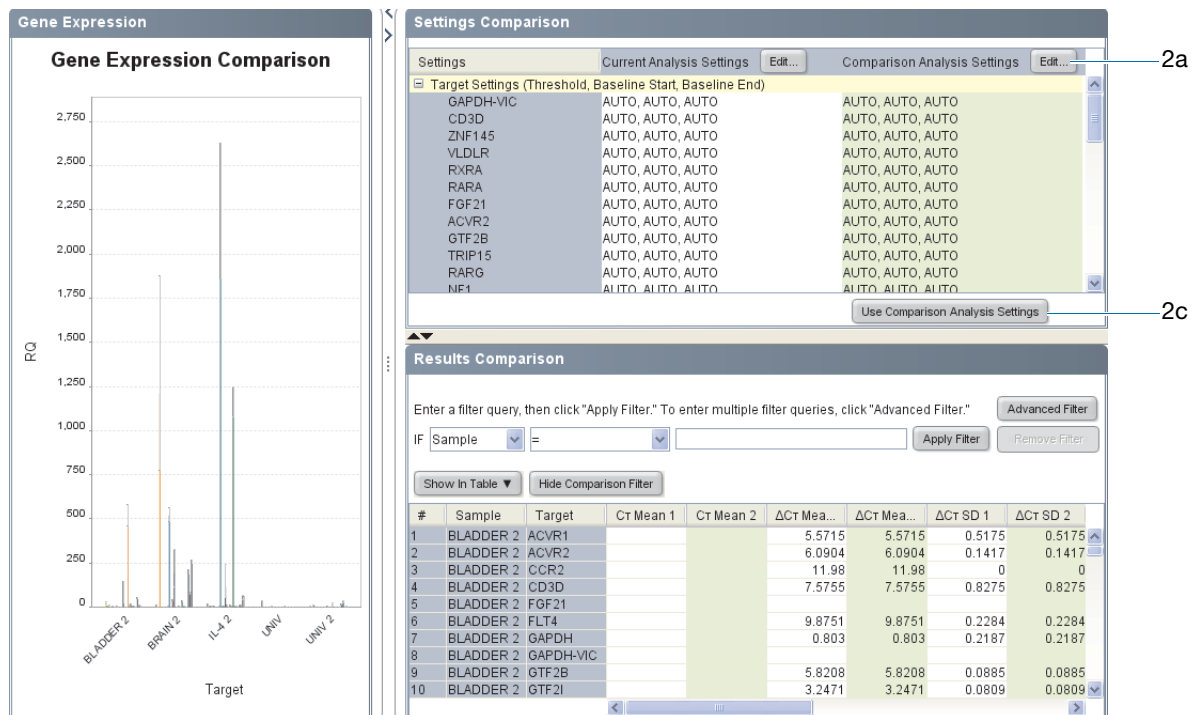 Gene Expression
Gene Expression Comparison
2,750
2,500
2,250
2,000
1,750
1,500
1,250
1,000
750
500
250
0
RQ
BLADDER 2 BRAIN 2 IL-4 2 UNIV UNIV 2
Target
Settings Comparison
Settings Current Analysis Settings Edit... Comparison Analysis Settings Edit... 2a
Target Settings (Threshold, Baseline Start, Baseline End)
GAPDH-VIC AUTO, AUTO, AUTO AUTO, AUTO, AUTO
CD3D AUTO, AUTO, AUTO AUTO, AUTO, AUTO
ZNF145 AUTO, AUTO, AUTO AUTO, AUTO, AUTO
VLDLR AUTO, AUTO, AUTO AUTO, AUTO, AUTO
RXRA AUTO, AUTO, AUTO AUTO, AUTO, AUTO
RARA AUTO, AUTO, AUTO AUTO, AUTO, AUTO
FGF21 AUTO, AUTO, AUTO AUTO, AUTO, AUTO
ACVR2 AUTO, AUTO, AUTO AUTO, AUTO, AUTO
GTF2B AUTO, AUTO, AUTO AUTO, AUTO, AUTO
TRIP15 AUTO, AUTO, AUTO AUTO, AUTO, AUTO
RARG AUTO, AUTO, AUTO AUTO, AUTO, AUTO
NF1 AUTO, AUTO, AUTO AUTO, AUTO, AUTO
Use Comparison Analysis Settings 2c
Results Comparison
Enter a filter query, then click "Apply Filter." To enter multiple filter queries, click "Advanced Filter." Advanced Filter
IF Sample = Apply Filter Remove Filter
Show In Table ▼ Hide Comparison Filter
# Sample Target Cт Mean 1 Cт Mean 2 ΔCт Mea... ΔCт Mea... ΔCт SD 1 ΔCт SD 2
1 BLADDER 2 ACVR1 5.5715 5.5715 0.5175 0.5175
2 BLADDER 2 ACVR2 6.0904 6.0904 0.1417 0.1417
3 BLADDER 2 CCR2 11.98 11.98 0 0
4 BLADDER 2 CD3D 7.5755 7.5755 0.8275 0.8275
5 BLADDER 2 FGF21
6 BLADDER 2 FLT4 9.8751 9.8751 0.2284 0.2284
7 BLADDER 2 GAPDH 0.803 0.803 0.2187 0.2187
8 BLADDER 2 GAPDH-VIC
9 BLADDER 2 GTF2B 5.8208 5.8208 0.0885 0.0885
10 BLADDER 2 GTF2I 3.2471 3.2471 0.0809 0.0809